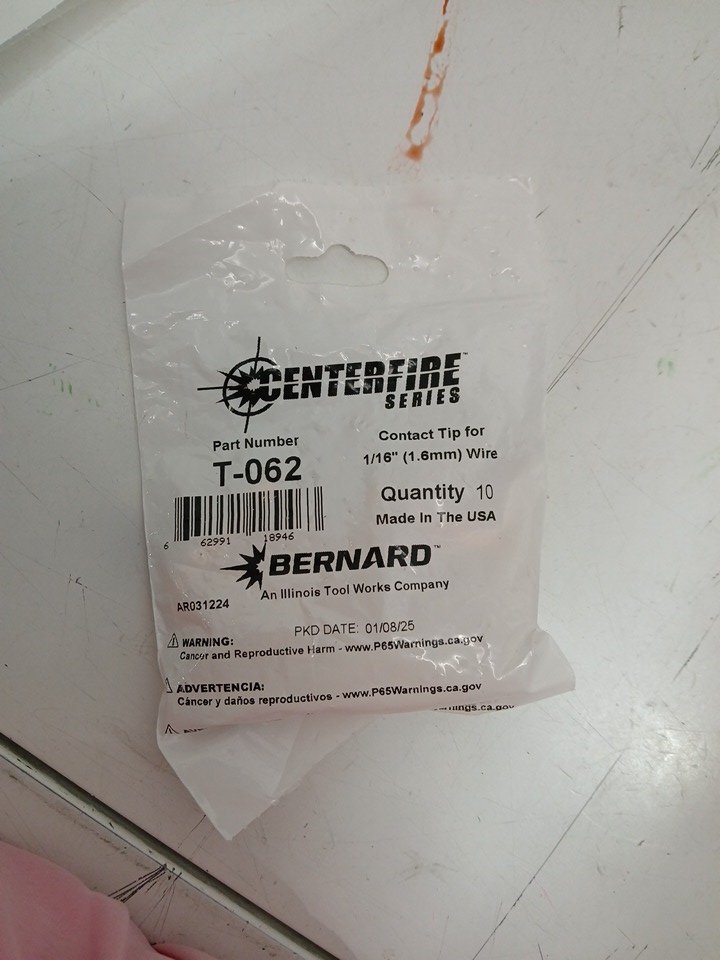 CENTERFIRE™
SERIES
Part Number
T-062
Contact Tip for
1/16" (1.6mm) Wire
Quantity 10
Made In The USA
6 62991 18946
BERNARD™
An Illinois Tool Works Company
AR031224
PKD DATE: 01/08/25
⚠ WARNING:
Cancer and Reproductive Harm - www.P65Warnings.ca.gov
⚠ ADVERTENCIA:
Cáncer y daños reproductivos - www.P65Warnings.ca.gov